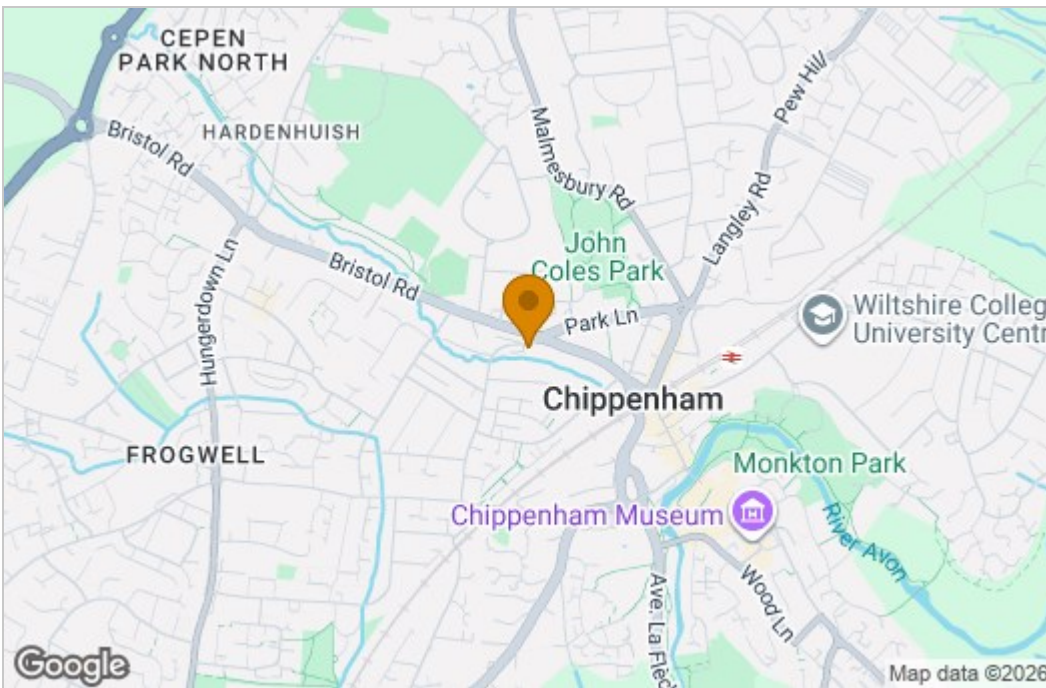 CEPEN
PARK NORTH
HARDENHUISH
Bristol Rd
Malmesbury Rd
Pew Hill
Langley Rd
John
Coles Park
Bristol Rd
Hungerdown Ln
Park Ln
Wiltshire Colleg
University Centr
Chippenham
FROGWELL
Monkton Park
Chippenham Museum
River Avon
Wood Ln
Ave. La Flèch
Google
Map data ©2026